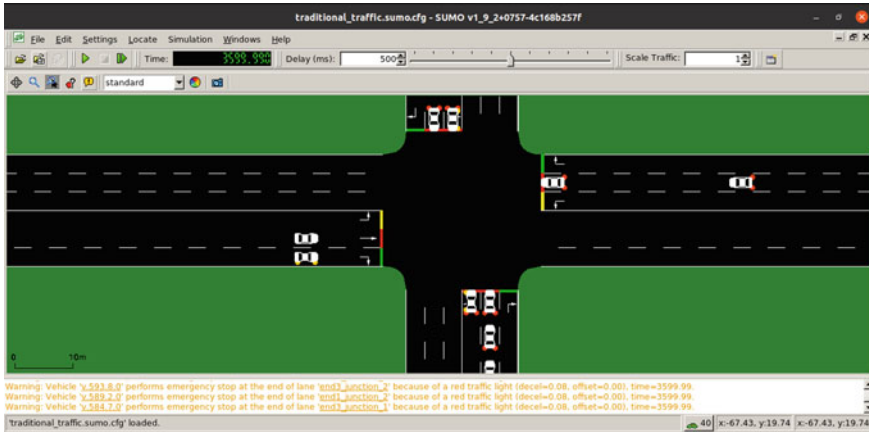 traditional_traffic.sumo.cfg - SUMO v1_9_2+0757-4c168b257f
File Edit Settings Locate Simulation Windows Help
Time: 3599.990 Delay (ms): 500 Scale Traffic: 1
standard
0 10m
Warning: Vehicle 'v.593.8.0' performs emergency stop at the end of lane 'end3_junction_2' because of a red traffic light (decel=0.08, offset=0.00), time=3599.99.
Warning: Vehicle 'v.589.2.0' performs emergency stop at the end of lane 'end1_junction_2' because of a red traffic light (decel=0.08, offset=0.00), time=3599.99.
Warning: Vehicle 'v.584.7.0' performs emergency stop at the end of lane 'end3_junction_1' because of a red traffic light (decel=0.08, offset=0.00), time=3599.99.
'traditional_traffic.sumo.cfg' loaded. 40 x:-67.43, y:19.74 x:-67.43, y:19.74